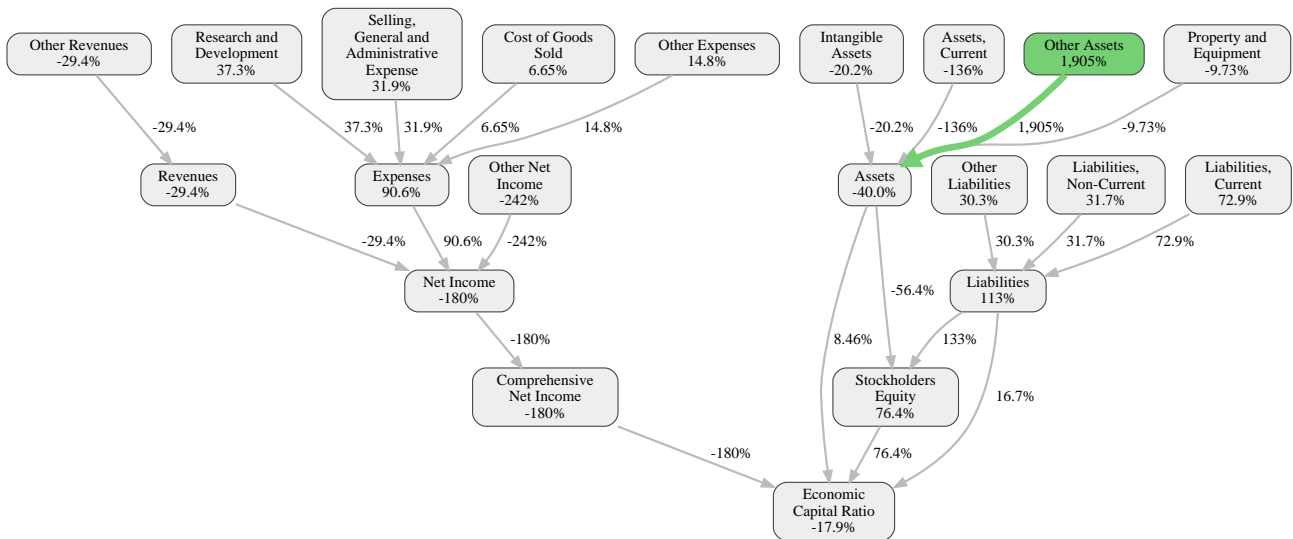 Other Revenues
-29.4%
Research and
Development
37.3%
Selling,
General and
Administrative
Expense
31.9%
Cost of Goods
Sold
6.65%
Other Expenses
14.8%
Intangible
Assets
-20.2%
Assets,
Current
-136%
Other Assets
1,905%
Property and
Equipment
-9.73%
-29.4%
37.3%
31.9%
6.65%
14.8%
-20.2%
-136%
1,905%
-9.73%
Revenues
-29.4%
Expenses
90.6%
Other Net
Income
-242%
Assets
-40.0%
Other
Liabilities
30.3%
Liabilities,
Non-Current
31.7%
Liabilities,
Current
72.9%
-29.4%
90.6%
-242%
30.3%
31.7%
72.9%
Net Income
-180%
-56.4%
Liabilities
113%
-180%
8.46%
133%
Comprehensive
Net Income
-180%
Stockholders
Equity
76.4%
16.7%
-180%
76.4%
Economic
Capital Ratio
-17.9%